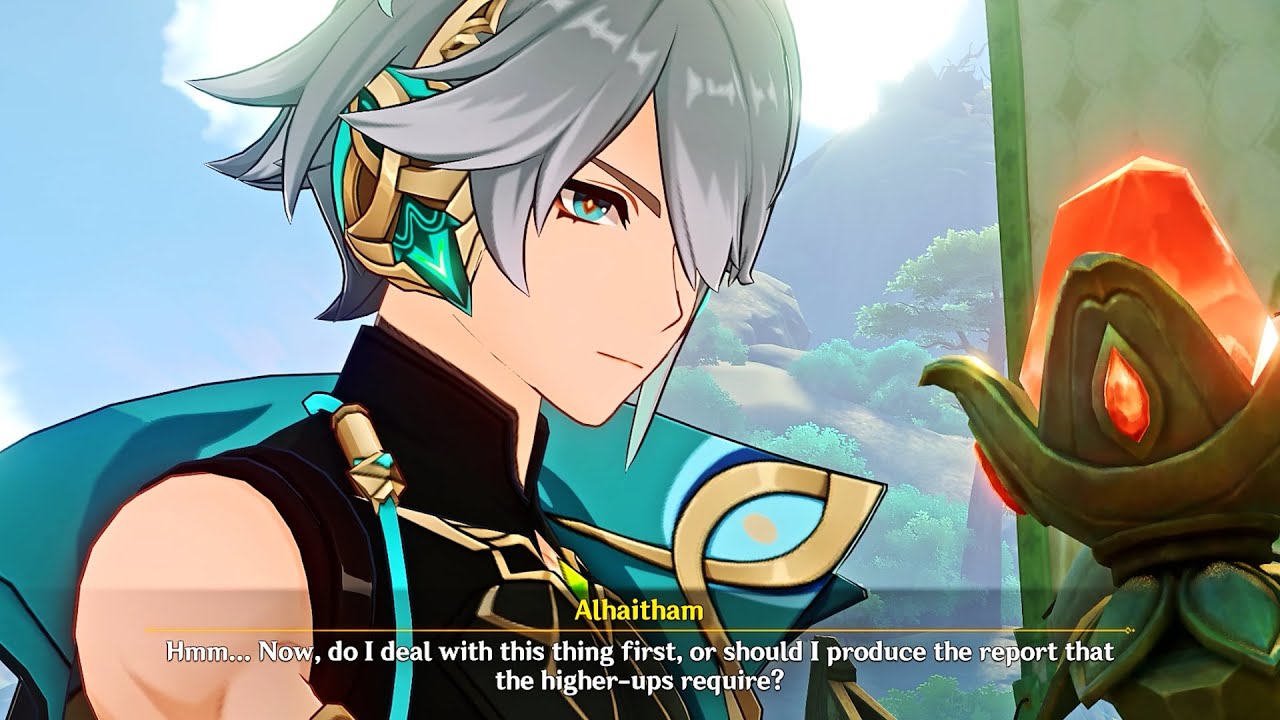 Alhaitham
Hmm... Now, do I deal with this thing first, or should I produce the report that
the higher-ups require?